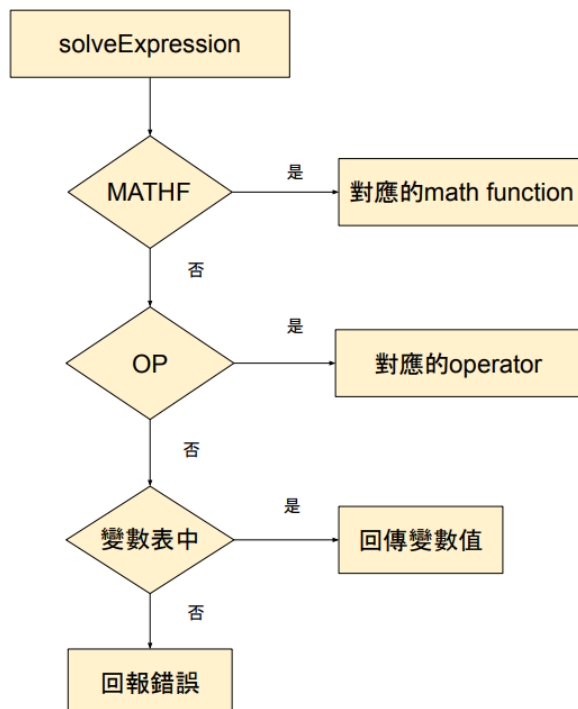 solveExpression
MATHF
是
對應的math function
否
OP
是
對應的operator
否
變數表中
是
回傳變數值
否
回報錯誤